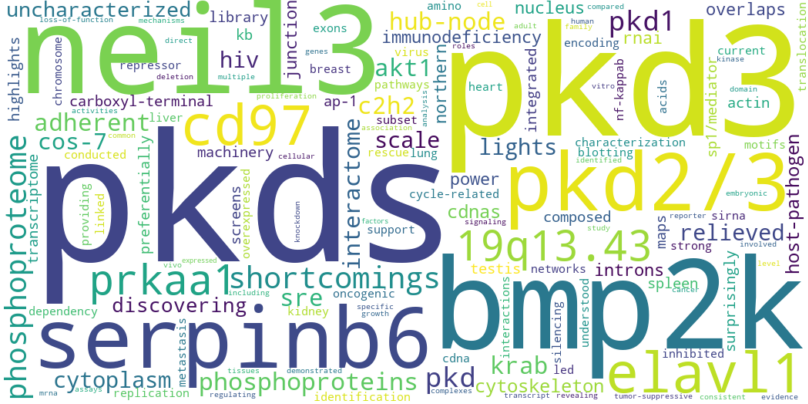 uncharacterized
loss-of-function
mechanisms
library
amino
cell
nucleus
overlaps
neil3
direct
kb
exons
hub-node
adult
human
compared
family
pkd1
highlights
chromosome
repressor
genes
deletion
multiple
hiv
breast
junction
immunodeficiency
virus
encoding
rnai
current
kinase
translocation
akt1
pathways
northern
integrated
heart
roles
vitro
nf-kappab
domain
acids
actin
pkd3
carboxyl-terminal
activities
proliferation
ap-1
c2h2
analysis
association
subset
rescue
lung
sp1/mediator
motifs
adherent
liver
common
cd97
scale
cos-7
conducted
machinery
cellular
lights
characterization
blotting
identified
phosphoproteome
transcriptome
providing
linked
preferentially
screens
overexpressed
knockdown
interactome
pkds
power
cycle-related
support
factors
pkd2/3
embryonic
host-pathogen
cdnas
signaling
composed
sirna
reporter
study
maps
relieved
involved
strong
level
19q13.43
testis
networks
introns
spleen
cancer
vivo
expressed
prkaa1
including
shortcomings
discovering
sre
oncogenic
specific
growth
kidney
dependency
serpinb6
metastasis
tissues
demonstrated
regulating
bmp2k
interactions
understood
silencing
surprisingly
cdna
led
inhibited
pkd
complexes
krab
cytoskeleton
elavl1
cytoplasm
mrna
assays
replication
phosphoproteins
identification
transcript
revealing
tumor-suppressive
consistent
evidence